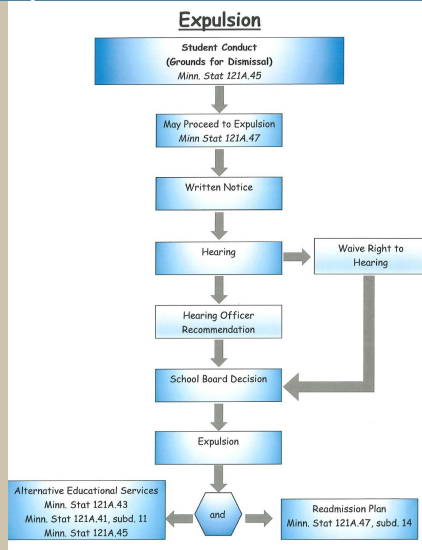 Expulsion
Student Conduct
(Grounds for Dismissal)
Minn. Stat 121A.45
May Proceed to Expulsion
Minn Stat 121A.47
Written Notice
Hearing
Waive Right to
Hearing
Hearing Officer
Recommendation
School Board Decision
Expulsion
Alternative Educational Services
Minn. Stat 121A.43
Minn. Stat 121A.41, subd. 11
Minn. Stat 121A.45
and
Readmission Plan
Minn. Stat 121A.47, subd. 14